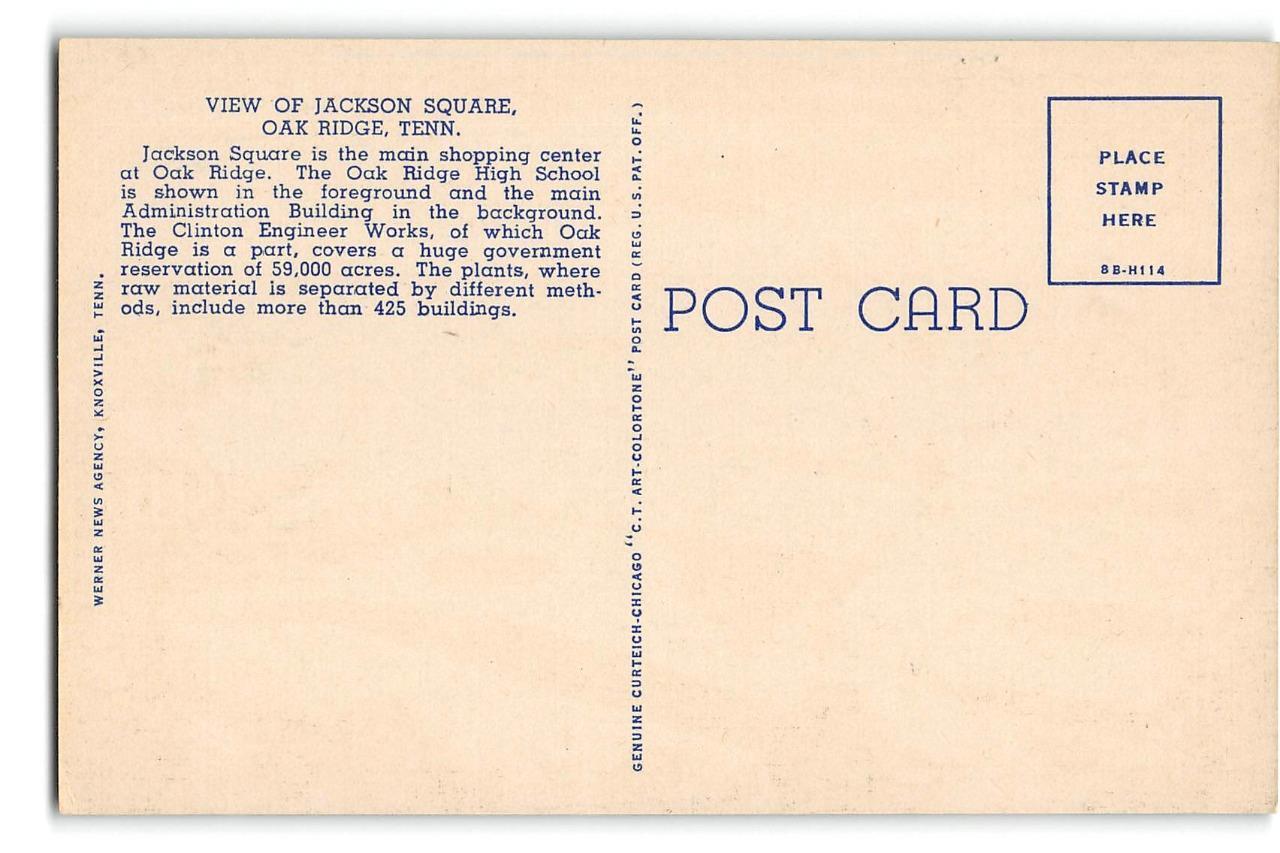 VIEW OF JACKSON SQUARE,
OAK RIDGE, TENN.
Jackson Square is the main shopping center
at Oak Ridge. The Oak Ridge High School
is shown in the foreground and the main
Administration Building in the background.
The Clinton Engineer Works, of which Oak
Ridge is a part, covers a huge government
reservation of 59,000 acres. The plants, where
raw material is separated by different meth-
ods, include more than 425 buildings.
WERNER NEWS AGENCY, KNOXVILLE, TENN.
GENUINE CURTEICH-CHICAGO "C.T. ART-COLORTONE" POST CARD (REG. U.S. PAT. OFF.)
POST CARD
PLACE
STAMP
HERE
8B-H114